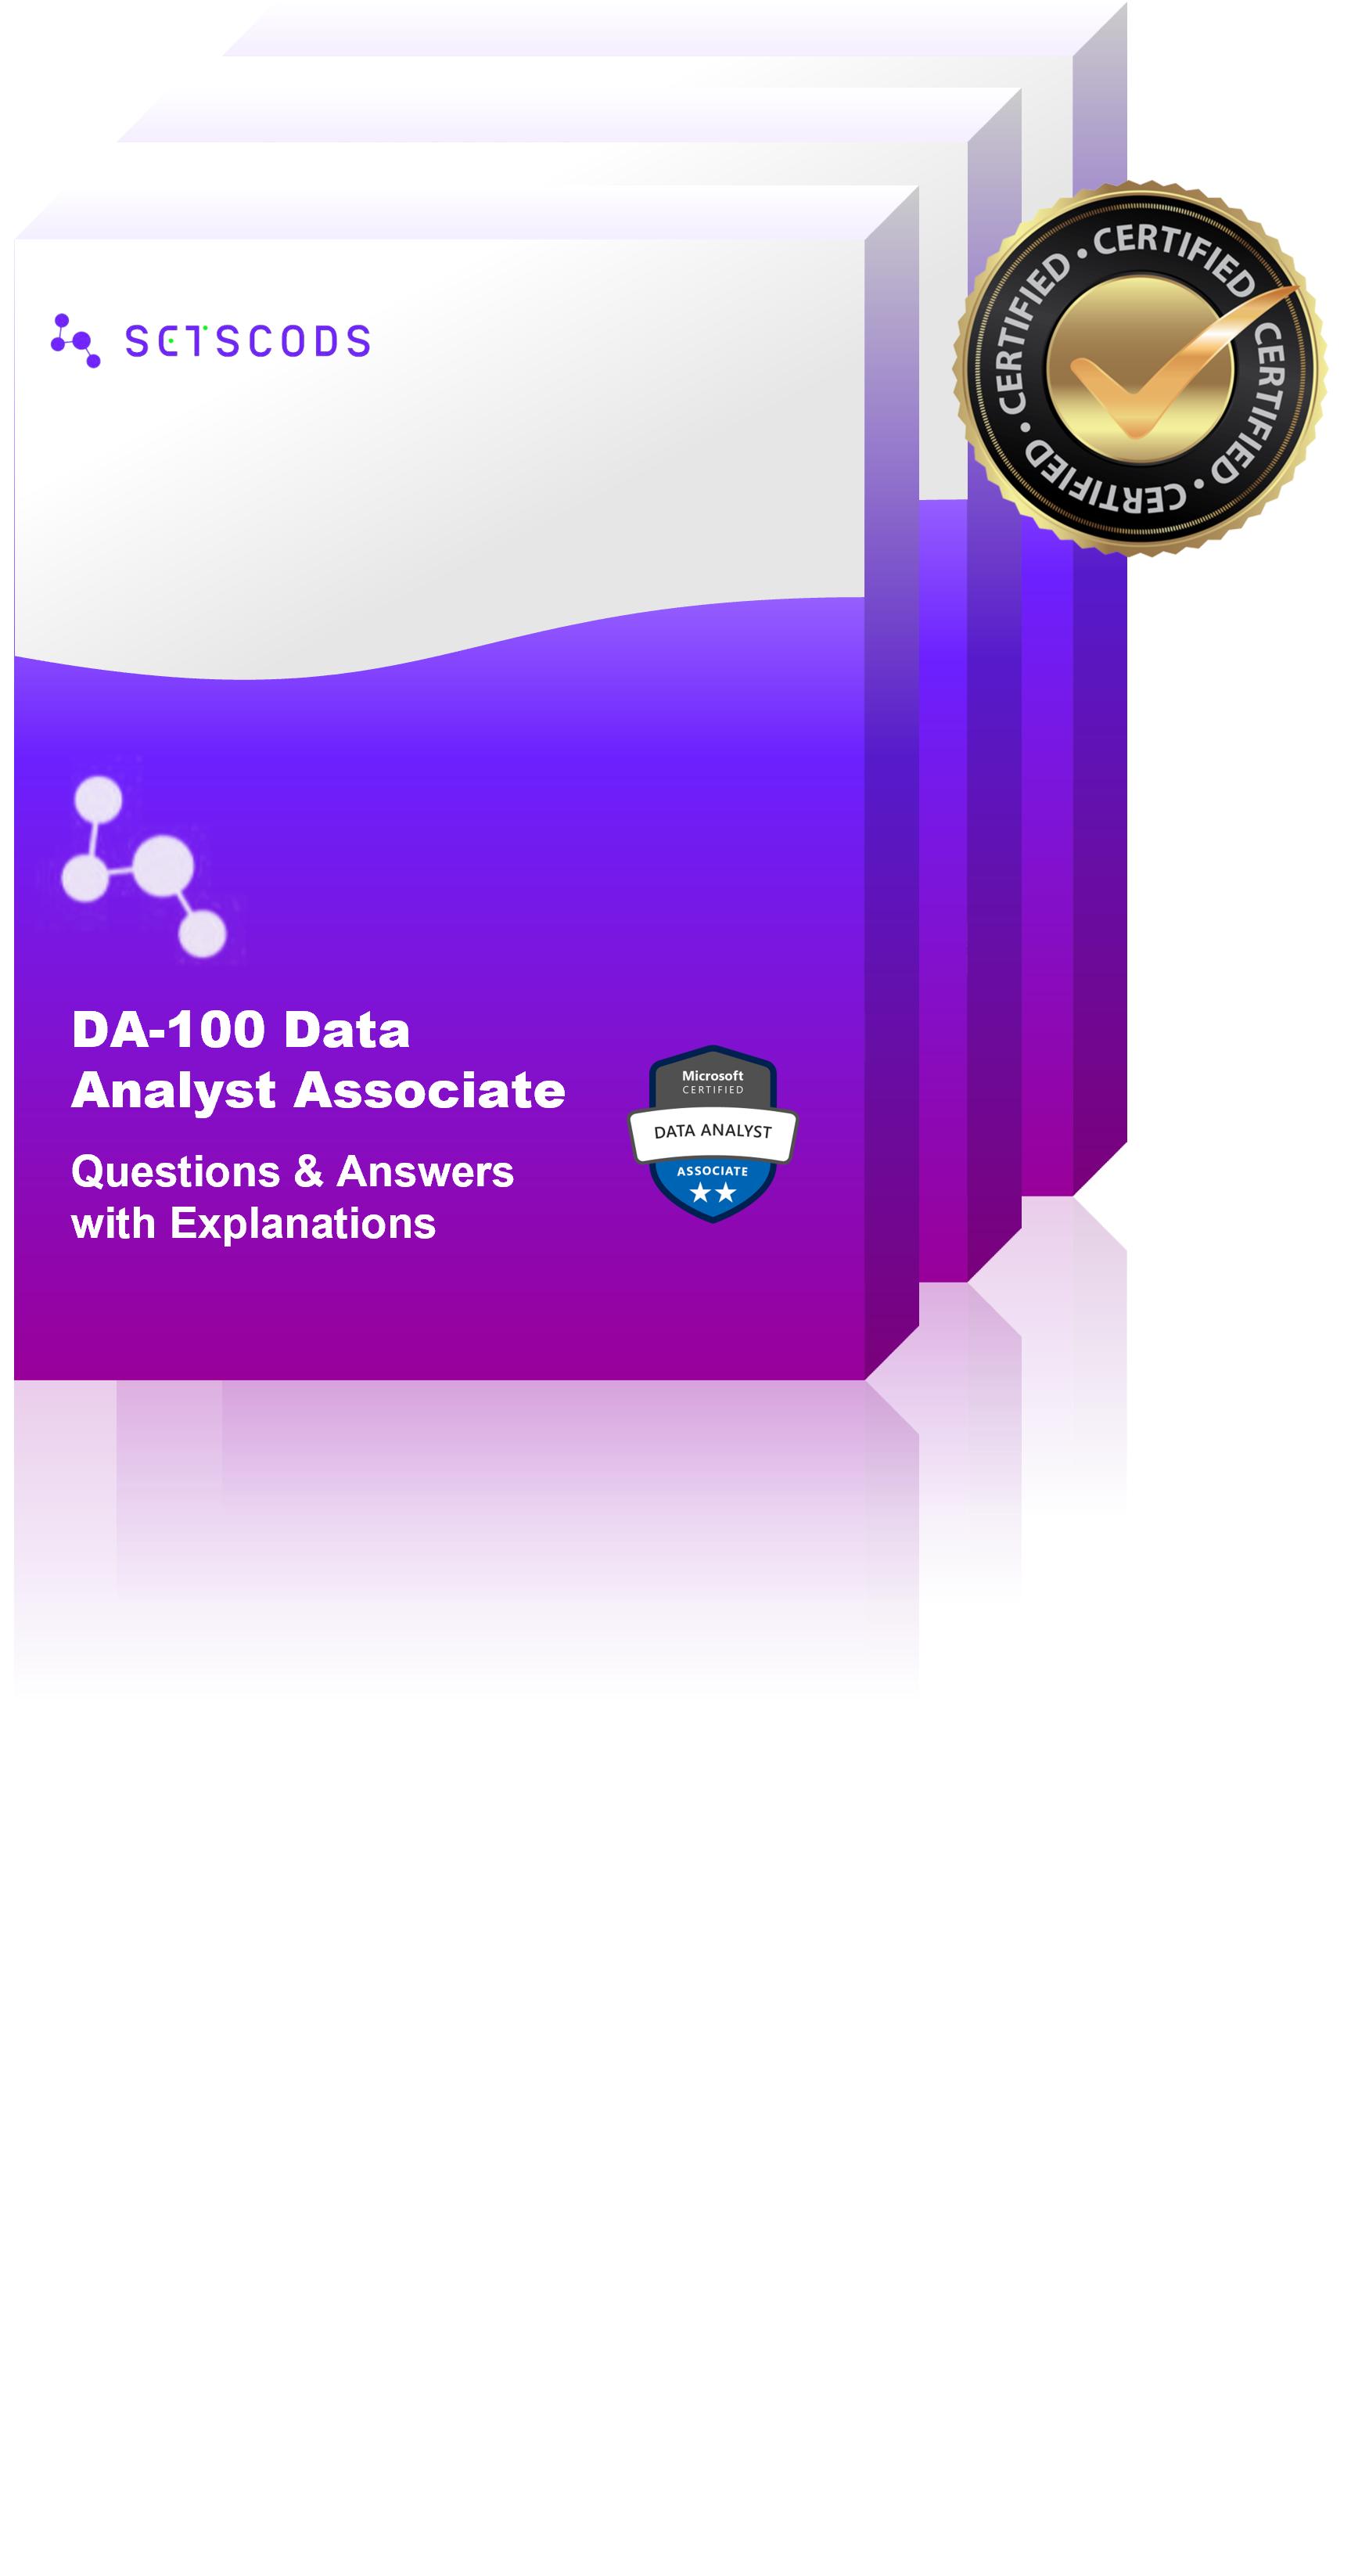 SETSCODS
CERTIFIED • CERTIFIED • CERTIFIED • CERTIFIED •
DA-100 Data
Analyst Associate
Questions & Answers
with Explanations
Microsoft
CERTIFIED
DATA ANALYST
ASSOCIATE